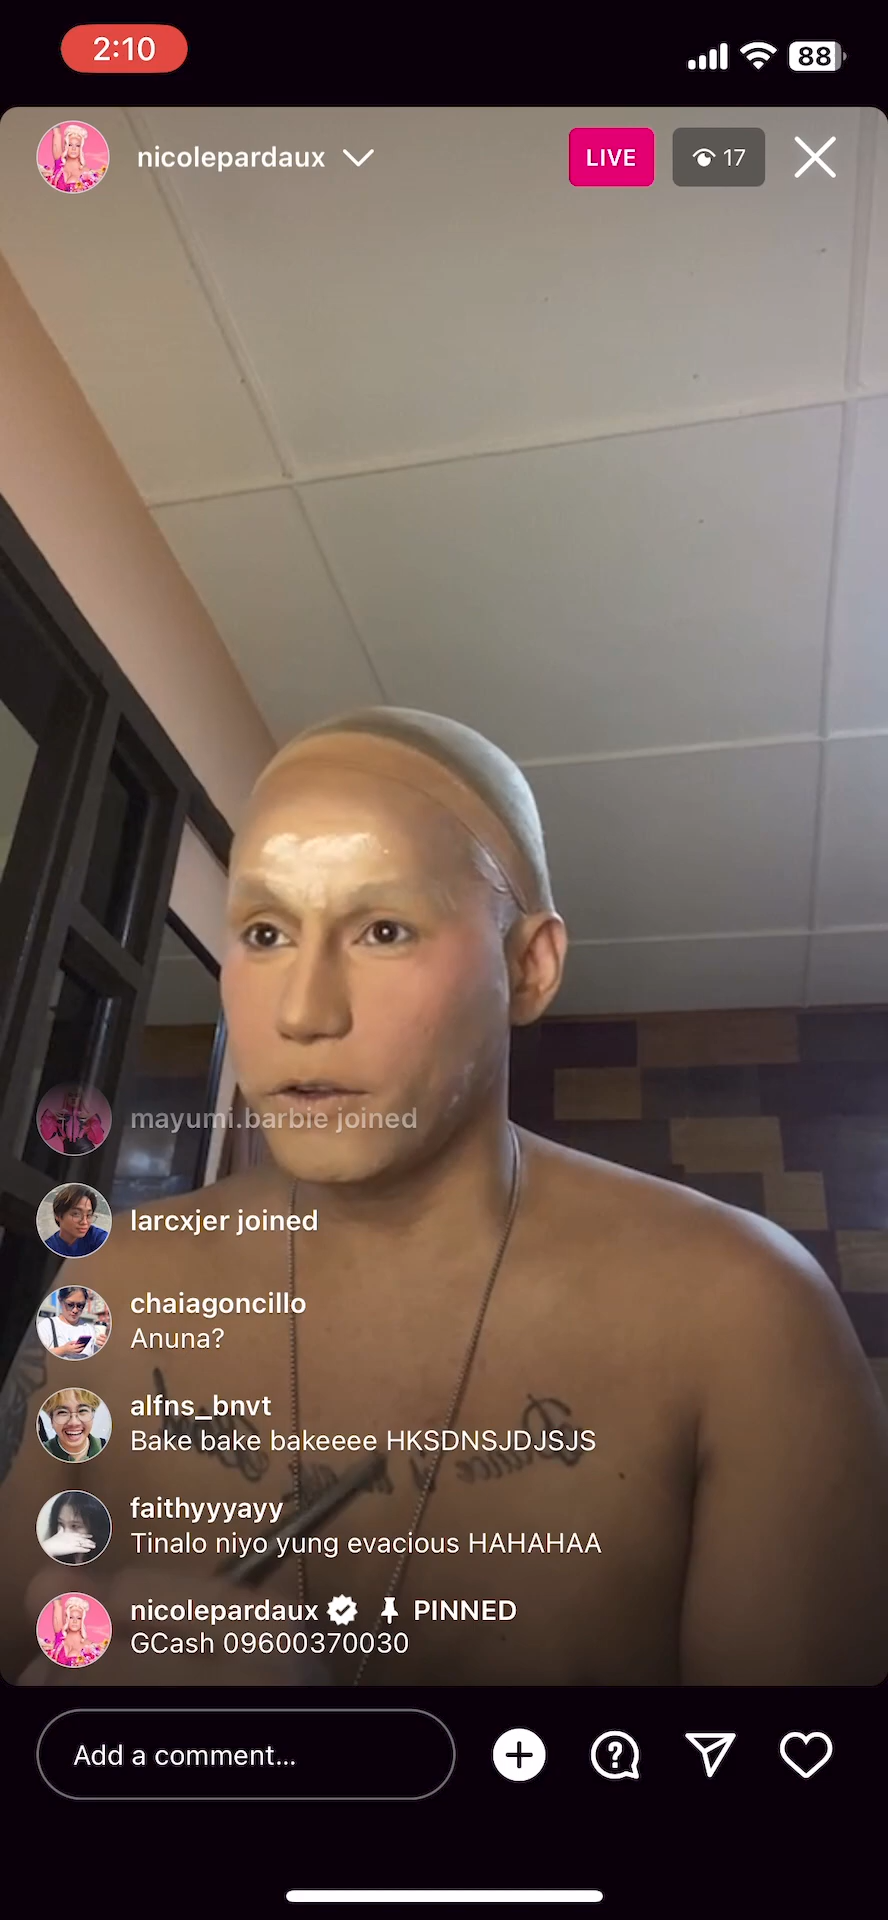 2:10
88
nicolepardaux
LIVE
17
mayumi.barbie joined
larcxjer joined
chaiagoncillo
Anuna?
alfns_bnvt
Bake bake bakeeee HKSDNSJDJSJS
faithyyyayy
Tinalo niyo yung evacious HAHAHAA
nicolepardaux PINNED
GCash 09600370030
Add a comment...